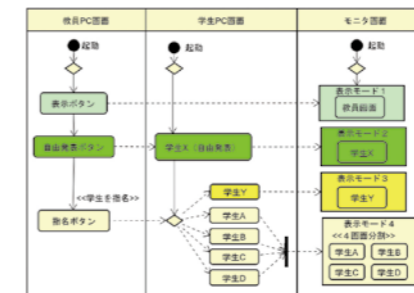 教員PC画面
学生PC画面
モニタ画面
起動
起動
起動
表示ボタン
表示モード1
教員画面
自由発表ボタン
学生X（自由発表）
表示モード2
学生X
<<学生を指名>>
学生Y
表示モード3
学生Y
指名ボタン
学生A
学生B
学生C
学生D
表示モード4
<<4画面分割>>
学生A
学生B
学生C
学生D